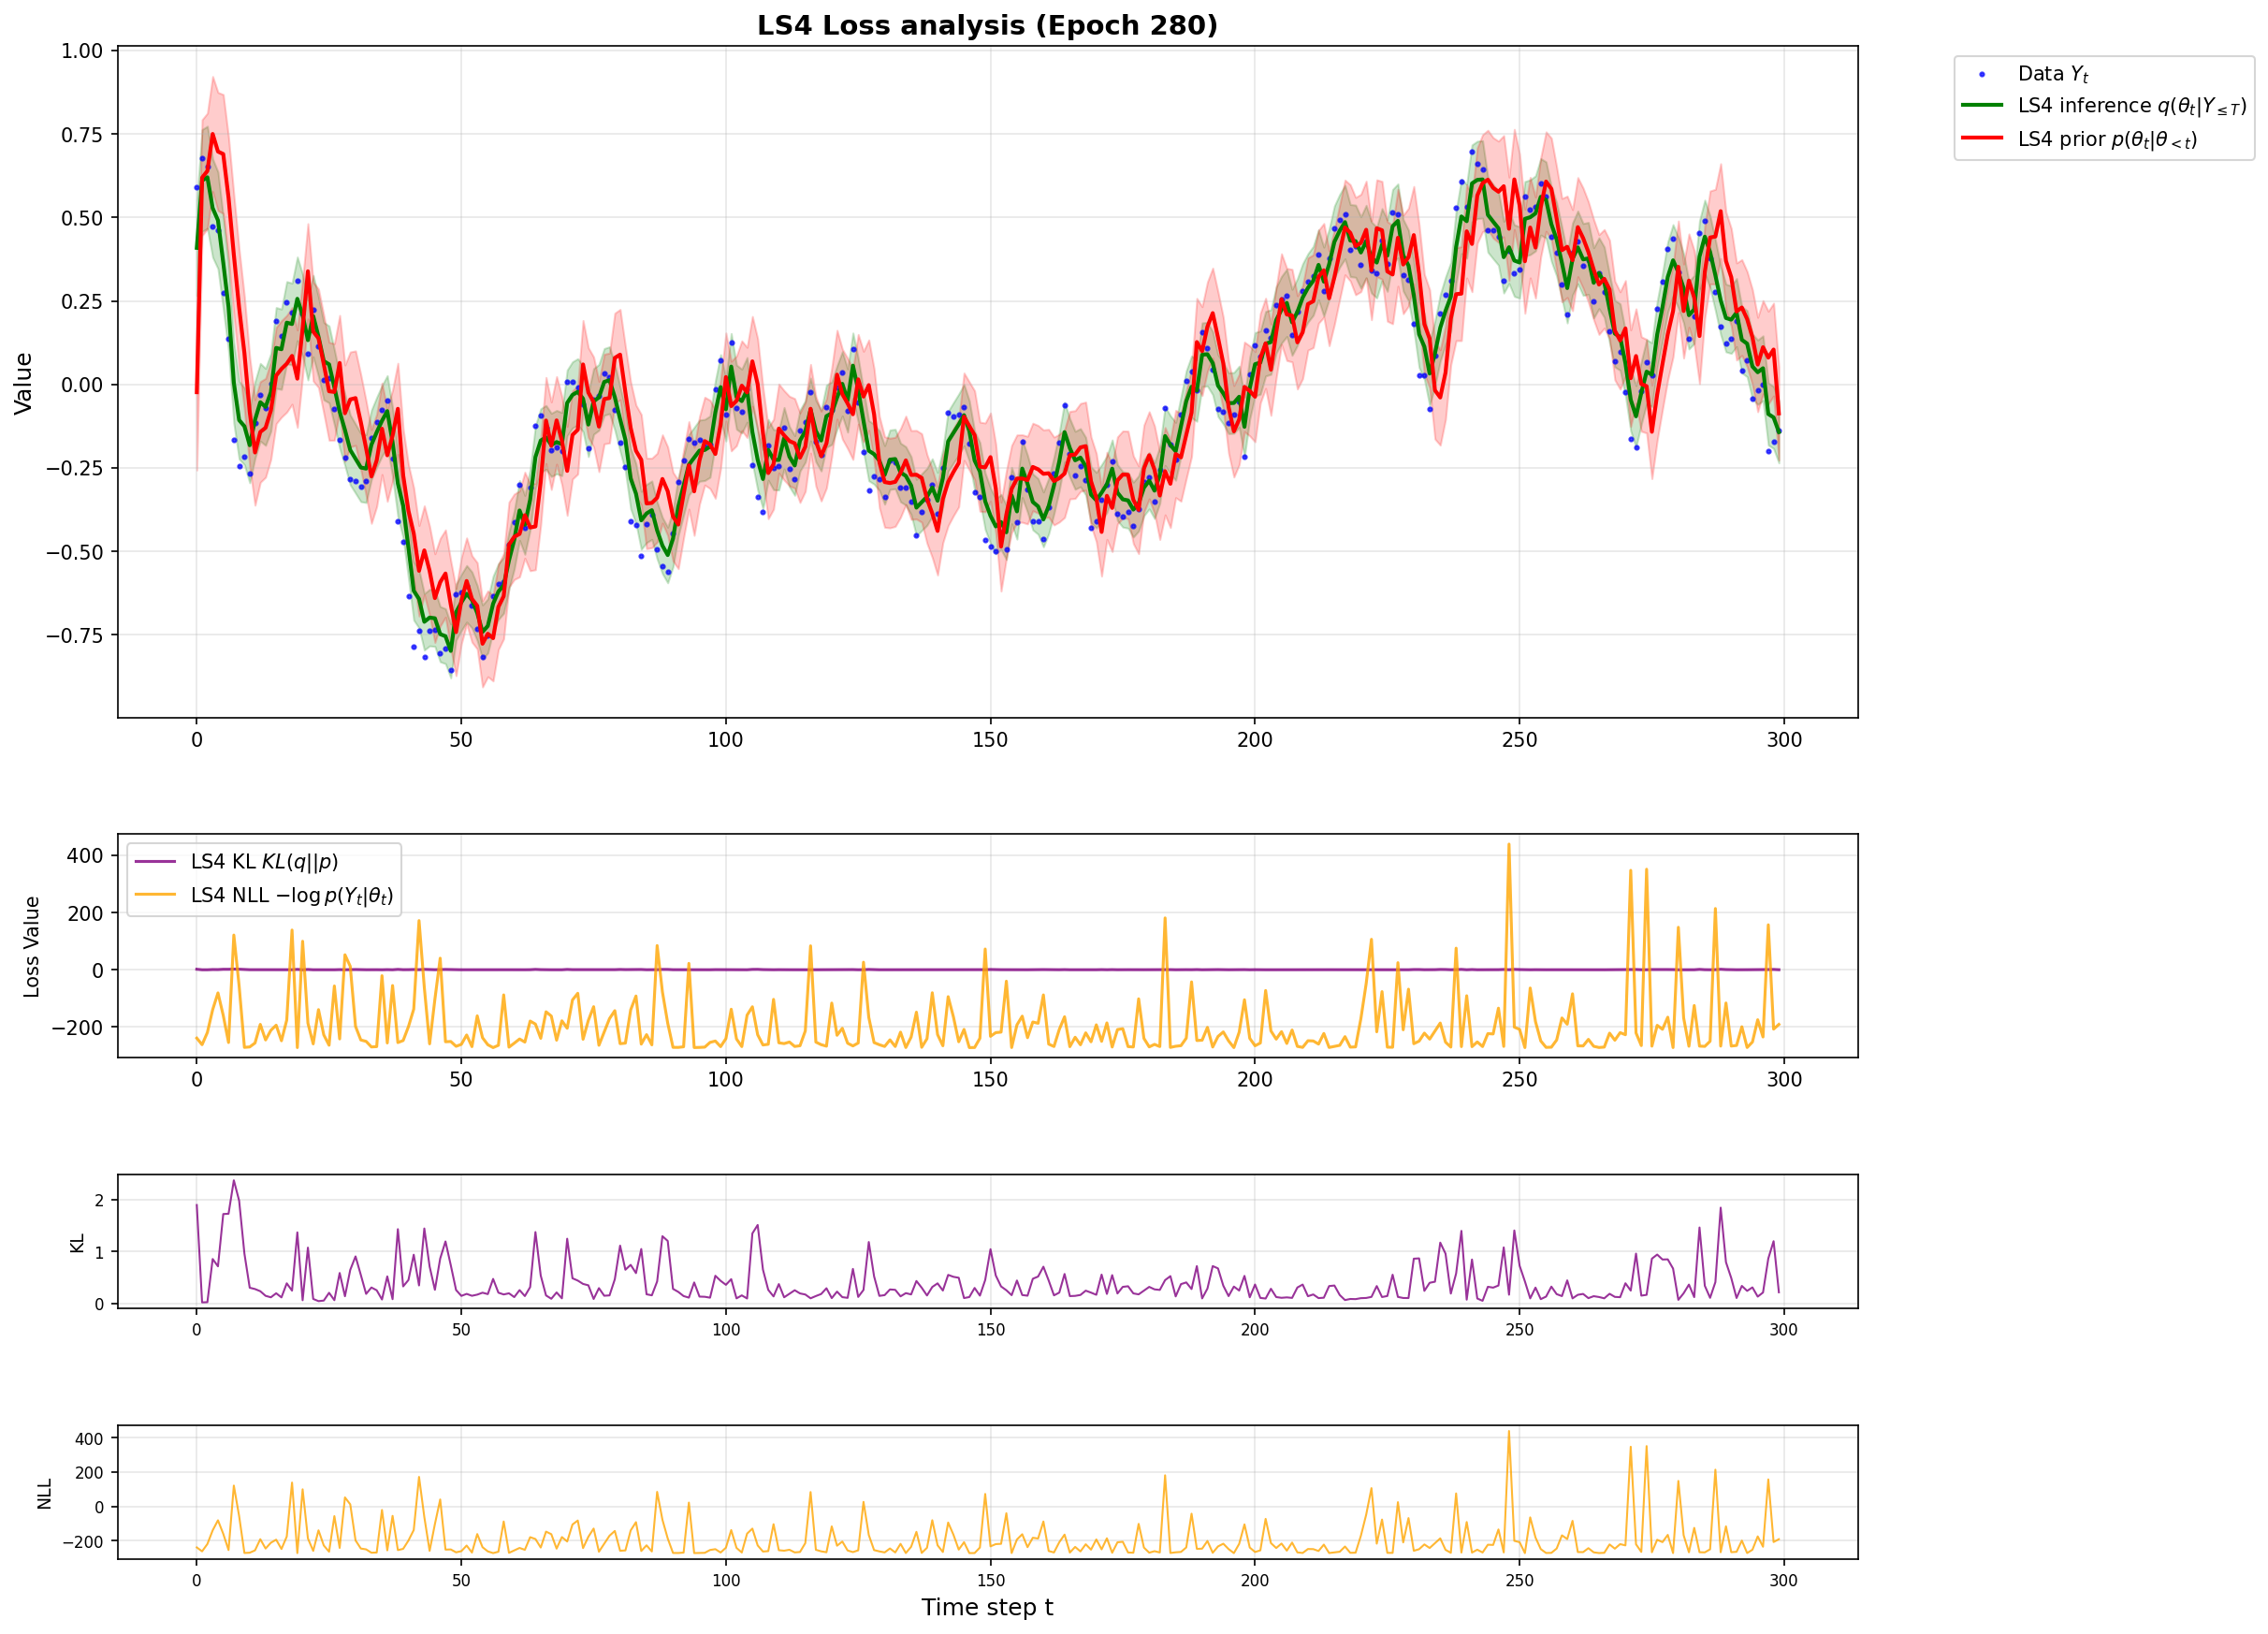 LS4 Loss analysis (Epoch 280)
Data Y_t
LS4 inference q(θ_t|Y_{≤T})
LS4 prior p(θ_t|θ_{<t})
Value
1.00
0.75
0.50
0.25
0.00
−0.25
−0.50
−0.75
0 50 100 150 200 250 300
LS4 KL KL(q||p)
LS4 NLL −log p(Y_t|θ_t)
Loss Value
400
200
0
−200
0 50 100 150 200 250 300
KL
2
1
0
0 50 100 150 200 250 300
NLL
400
200
0
−200
0 50 100 150 200 250 300
Time step t